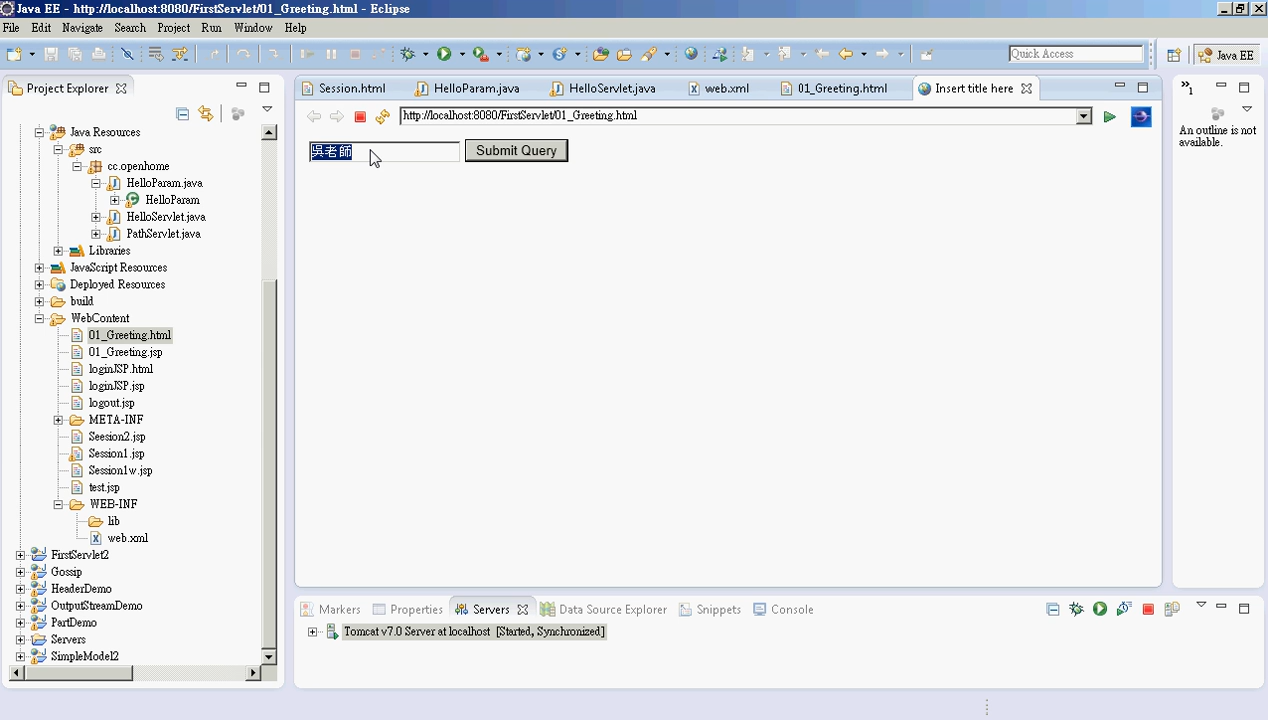 Java EE - http://localhost:8080/FirstServlet/01_Greeting.html - Eclipse
File Edit Navigate Search Project Run Window Help
Quick Access
Java EE
Project Explorer
Java Resources
src
cc.openhome
HelloParam.java
HelloParam
HelloServlet.java
PathServlet.java
Libraries
JavaScript Resources
Deployed Resources
build
WebContent
01_Greeting.html
01_Greeting.jsp
loginJSP.html
loginJSP.jsp
logout.jsp
META-INF
Seesion2.jsp
Session1.jsp
Session1w.jsp
test.jsp
WEB-INF
lib
web.xml
FirstServlet2
Gossip
HeaderDemo
OutputStreamDemo
PartDemo
Servers
SimpleModel2
Session.html HelloParam.java HelloServlet.java web.xml 01_Greeting.html Insert title here
http://localhost:8080/FirstServlet/01_Greeting.html
吳老師 Submit Query
Markers Properties Servers Data Source Explorer Snippets Console
Tomcat v7.0 Server at localhost [Started, Synchronized]
»1
An outline is not
available.